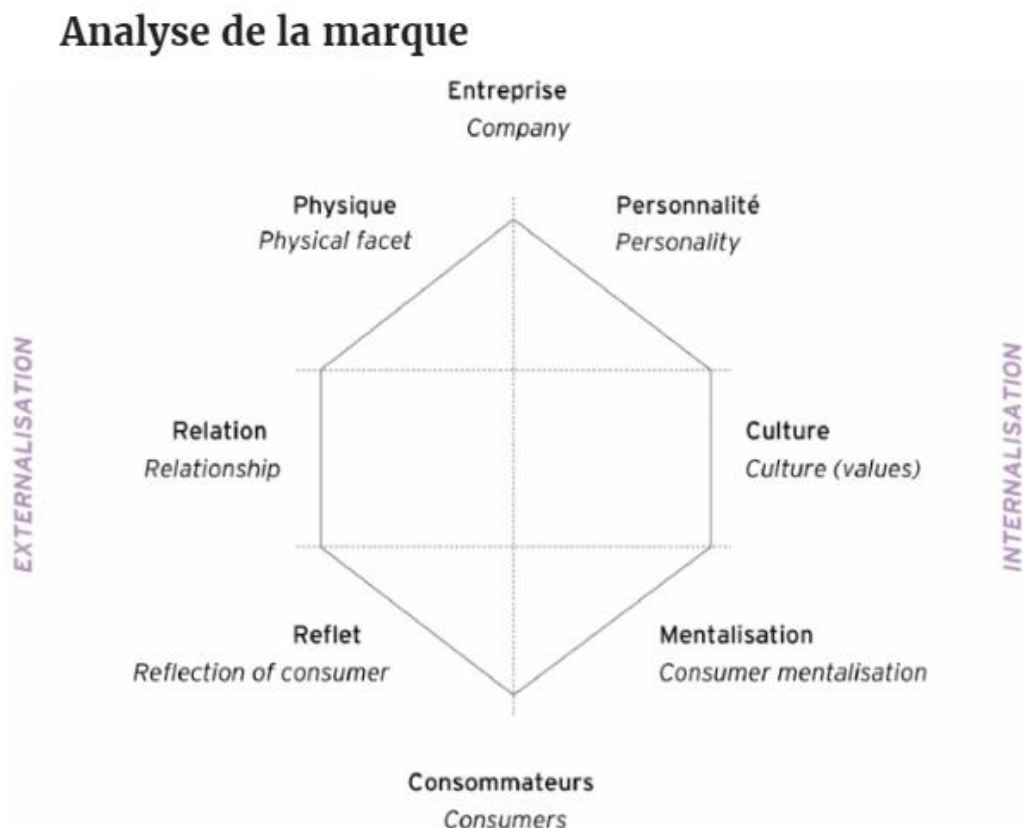 Analyse de la marque
Entreprise
Company
Physique
Physical facet
Personnalité
Personality
EXTERNALISATION
Relation
Relationship
Culture
Culture (values)
INTERNALISATION
Reflet
Reflection of consumer
Mentalisation
Consumer mentalisation
Consommateurs
Consumers